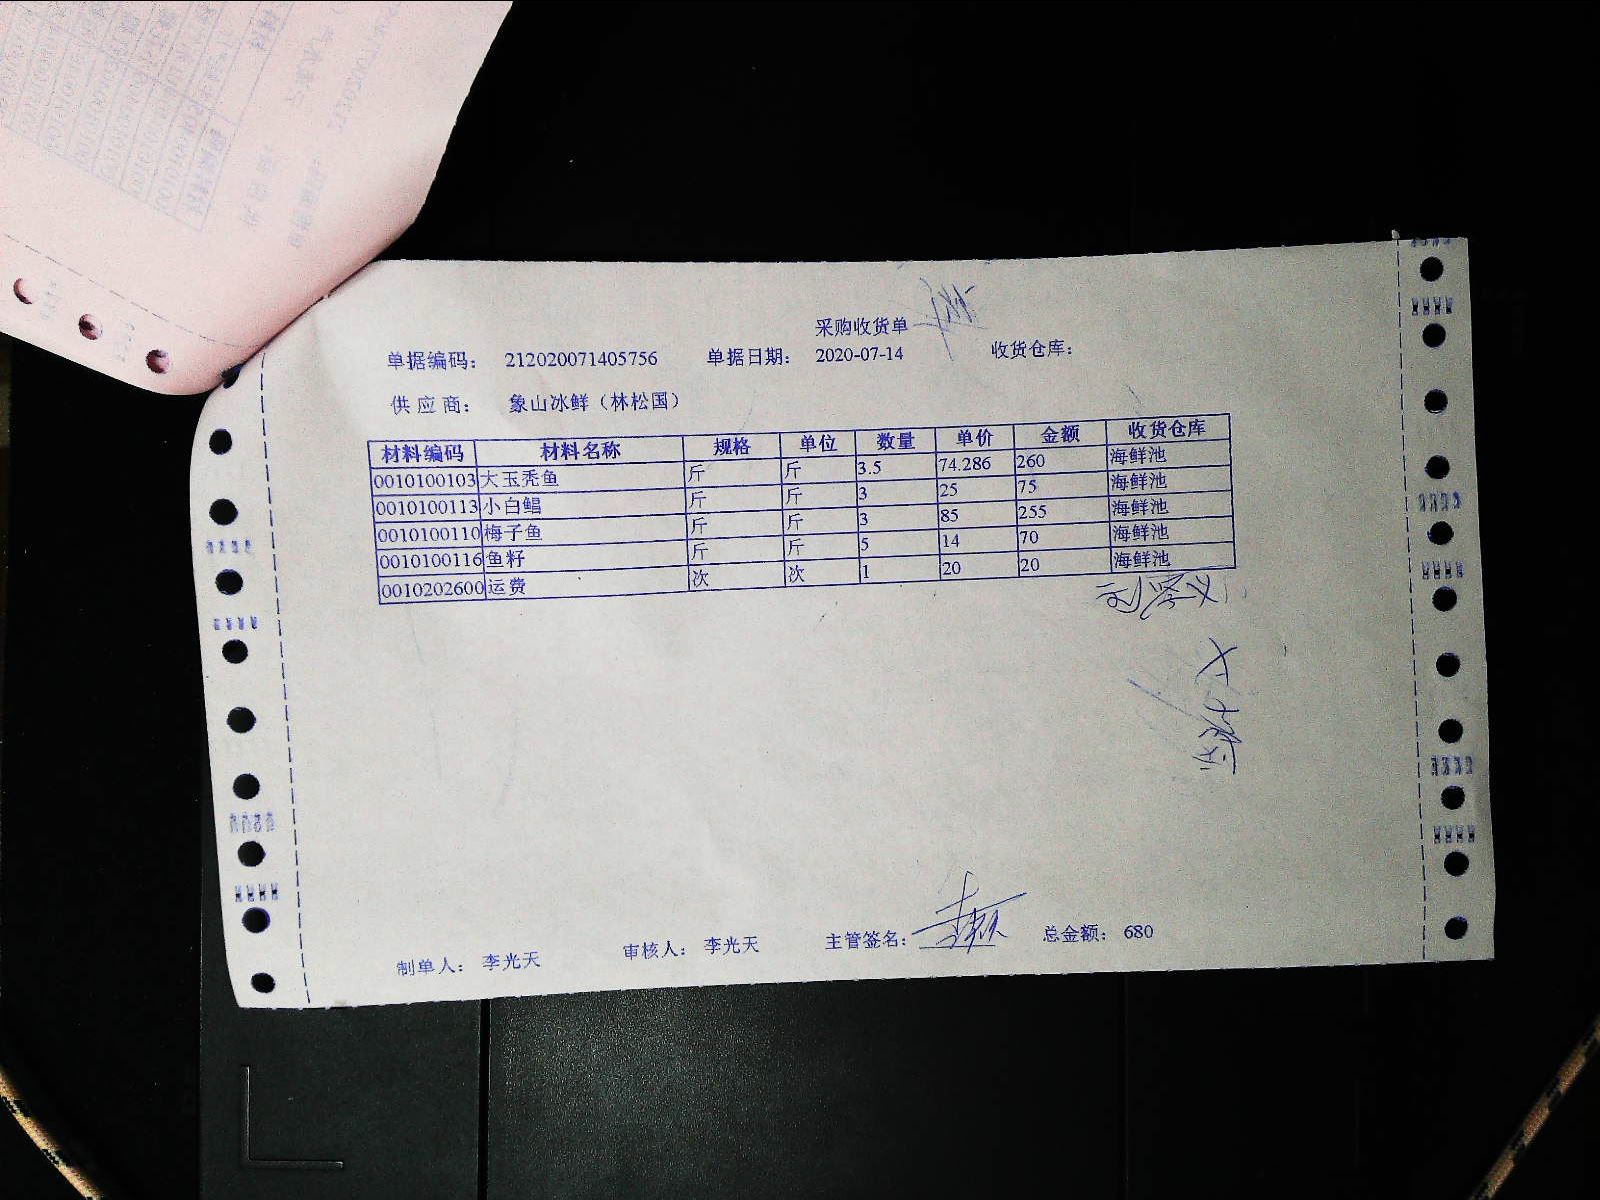 采购收货单
单据编码： 212020071405756 单据日期： 2020-07-14 收货仓库：
供应商： 象山冰鲜（林松国）
材料编码 材料名称 规格 单位 数量 单价 金额 收货仓库
0010100103 大玉秃鱼 斤 斤 3.5 74.286 260 海鲜池
0010100113 小白鲳 斤 斤 3 25 75 海鲜池
0010100110 梅子鱼 斤 斤 3 85 255 海鲜池
0010100116 鱼籽 斤 斤 5 14 70 海鲜池
0010202600 运费 次 次 1 20 20 海鲜池
制单人： 李光天 审核人： 李光天 主管签名： 总金额： 680